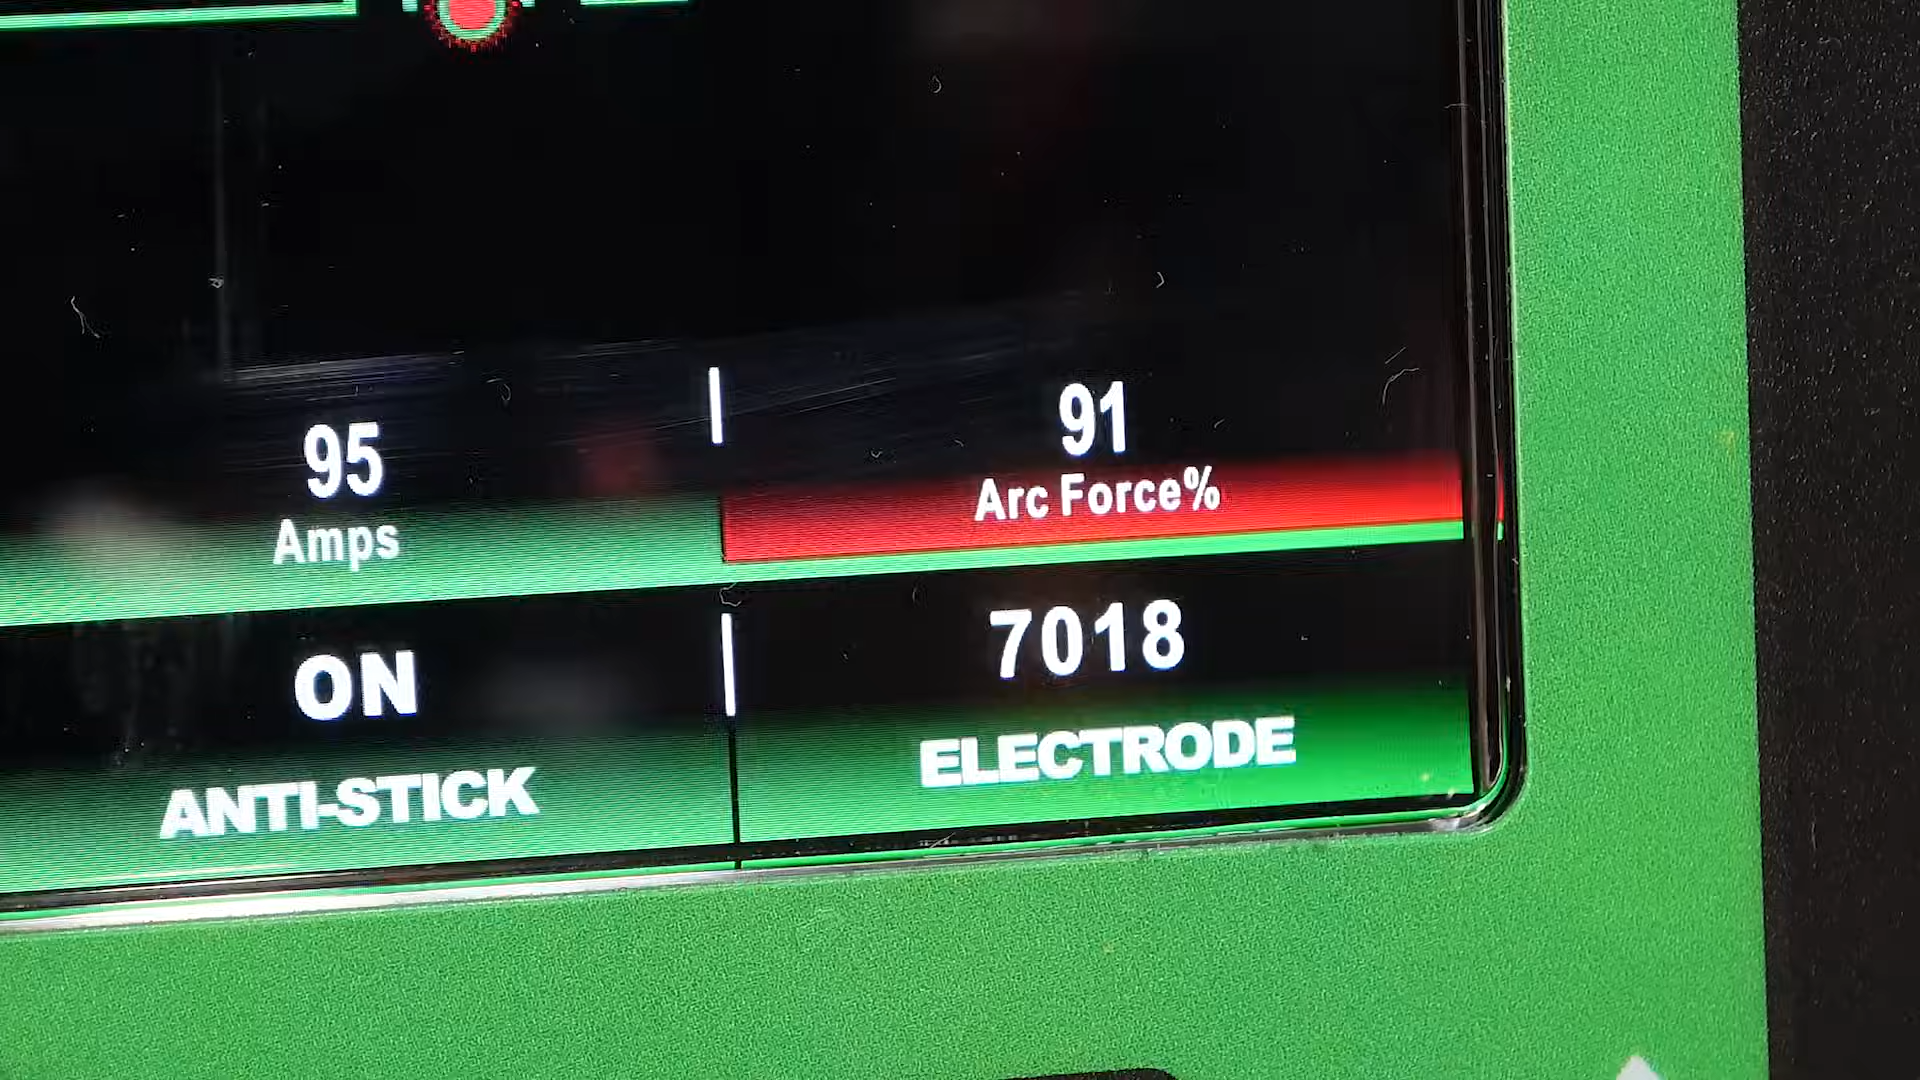 95
Amps
91
Arc Force%
ON
ANTI-STICK
7018
ELECTRODE